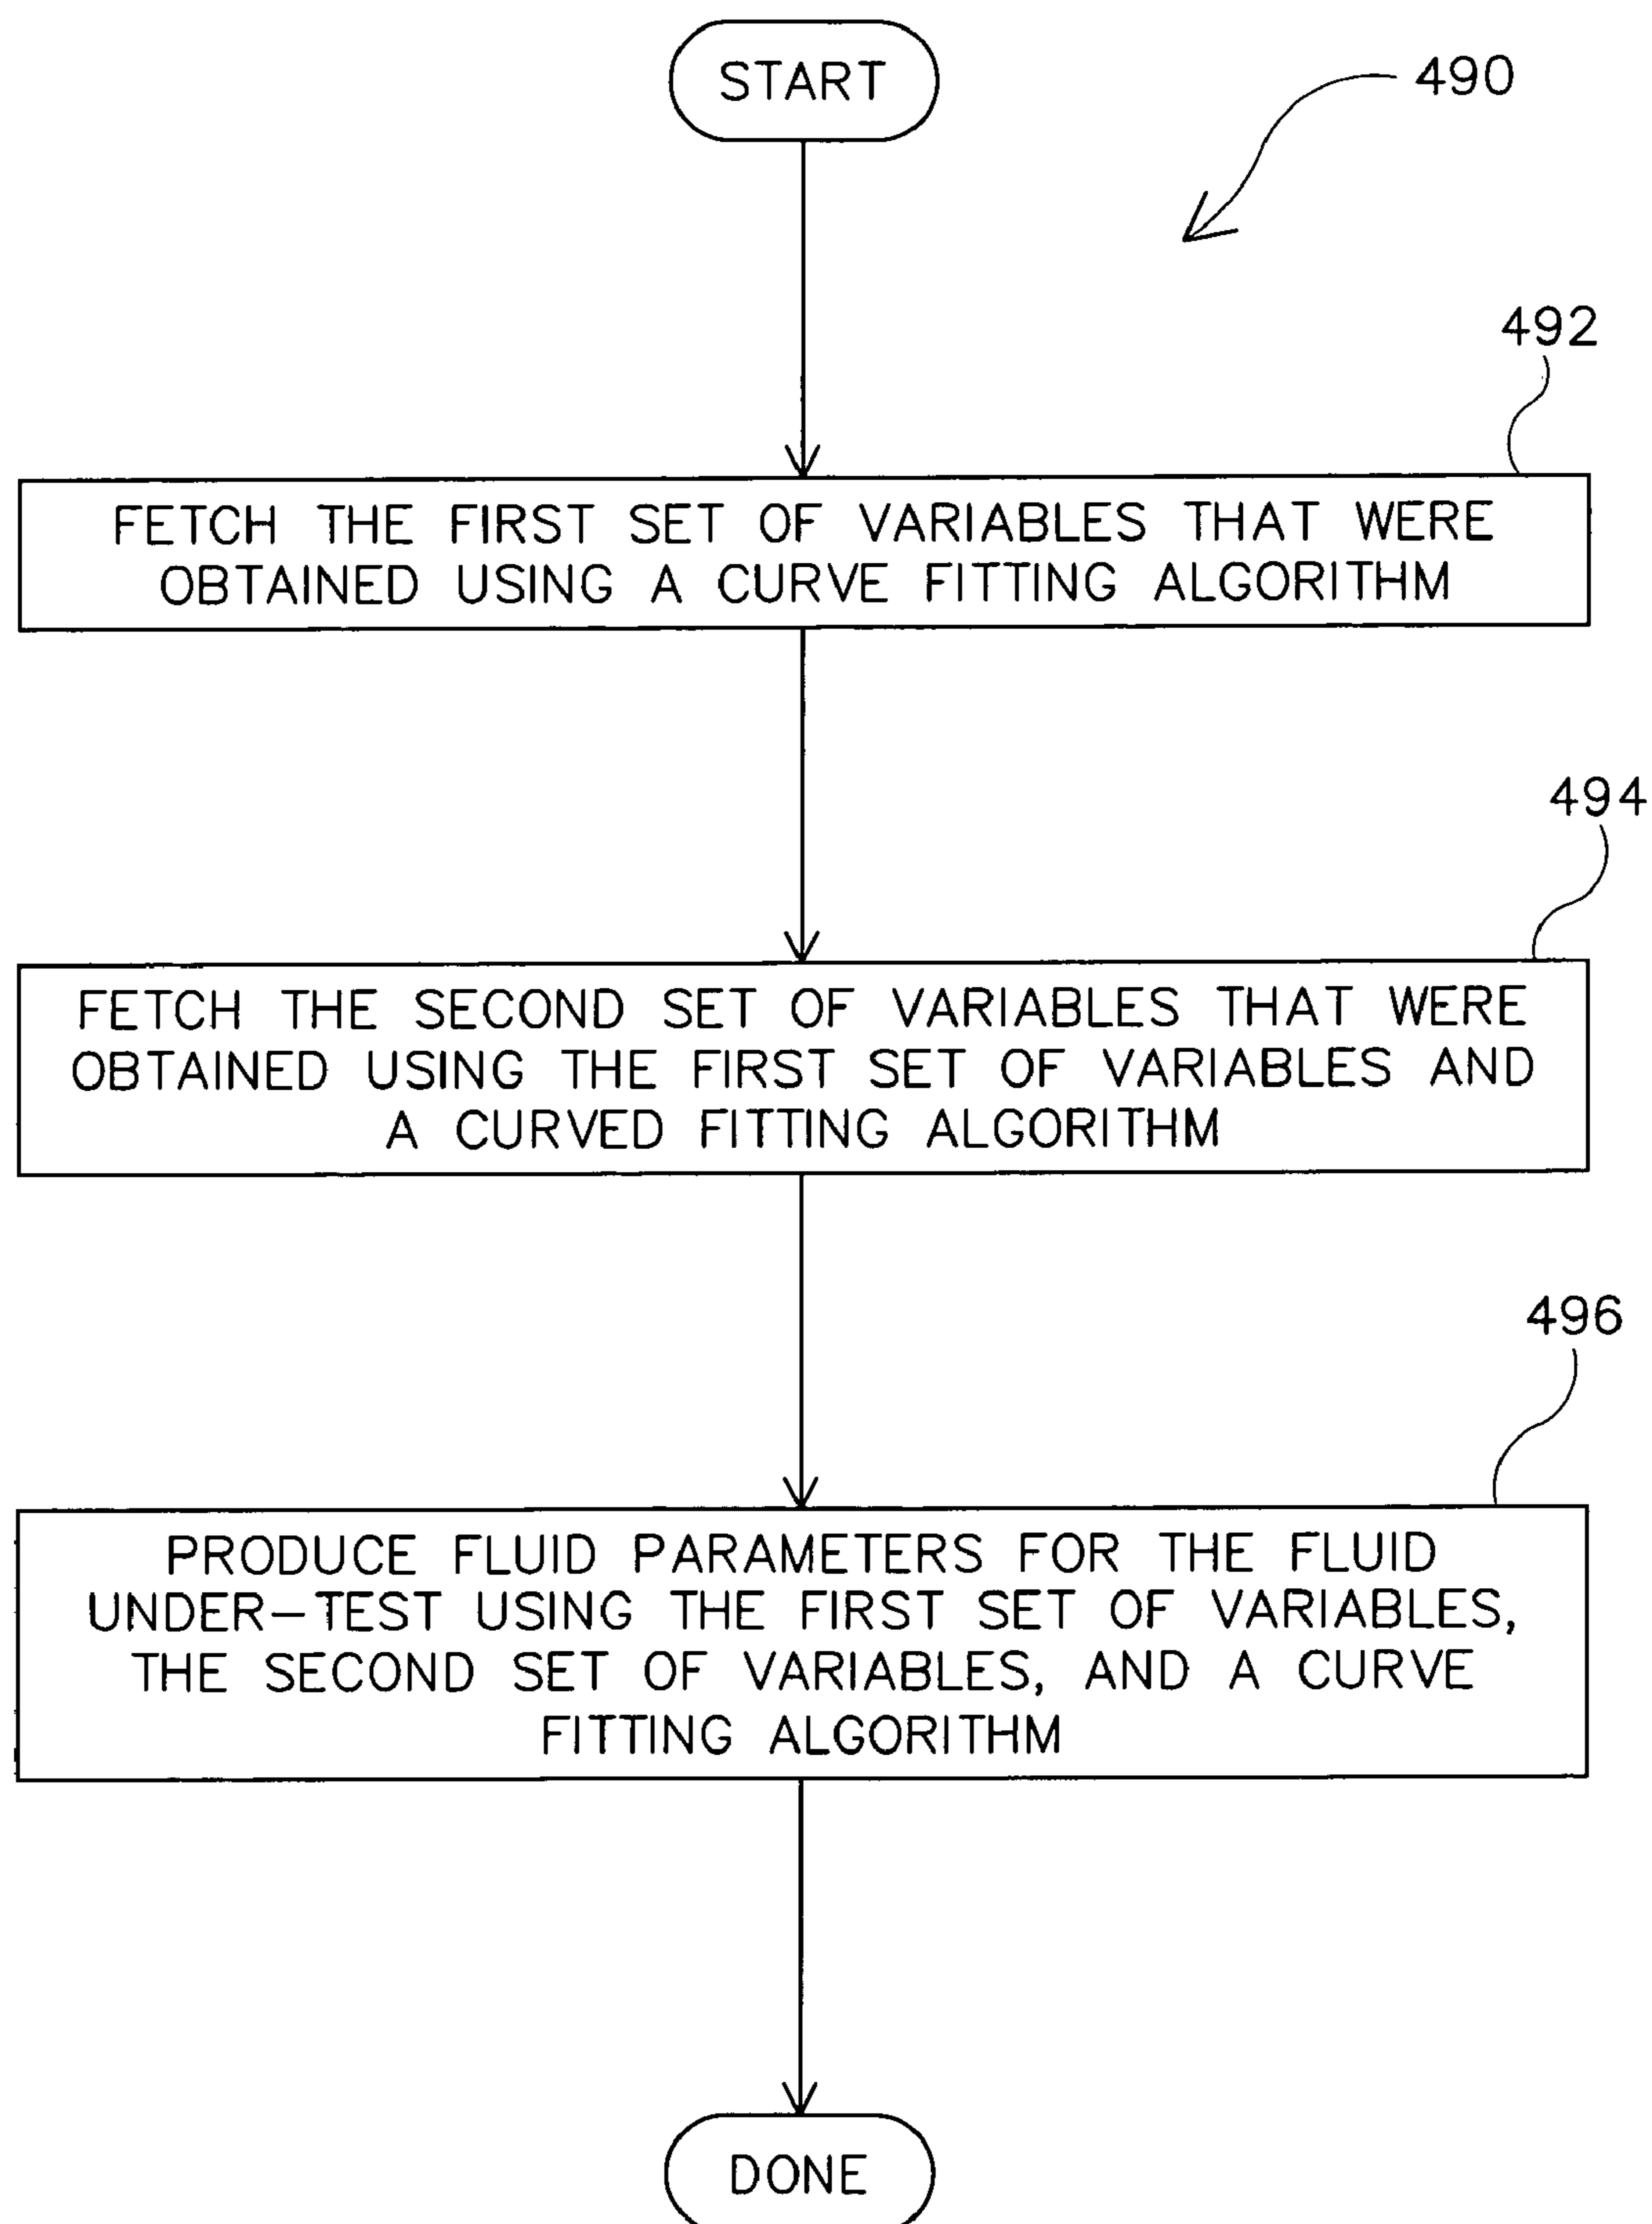 START
490
492
FETCH THE FIRST SET OF VARIABLES THAT WERE
OBTAINED USING A CURVE FITTING ALGORITHM
494
FETCH THE SECOND SET OF VARIABLES THAT WERE
OBTAINED USING THE FIRST SET OF VARIABLES AND
A CURVED FITTING ALGORITHM
496
PRODUCE FLUID PARAMETERS FOR THE FLUID
UNDER-TEST USING THE FIRST SET OF VARIABLES,
THE SECOND SET OF VARIABLES, AND A CURVE
FITTING ALGORITHM
DONE